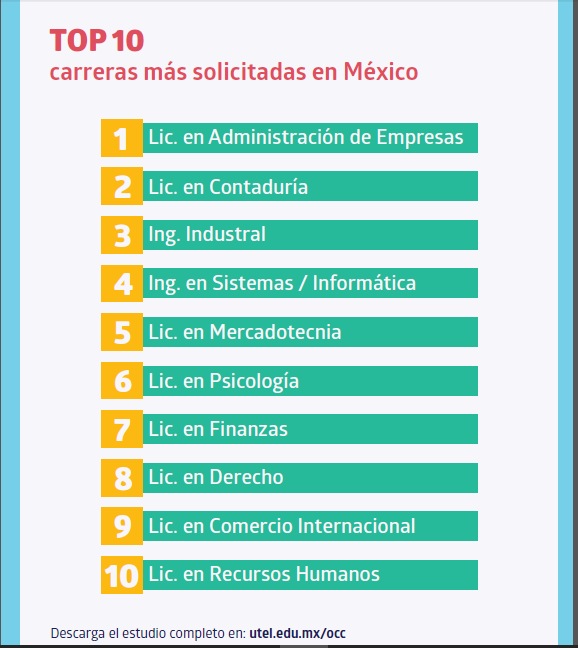 TOP 10
carreras más solicitadas en México
1 Lic. en Administración de Empresas
2 Lic. en Contaduría
3 Ing. Industral
4 Ing. en Sistemas / Informática
5 Lic. en Mercadotecnia
6 Lic. en Psicología
7 Lic. en Finanzas
8 Lic. en Derecho
9 Lic. en Comercio Internacional
10 Lic. en Recursos Humanos
Descarga el estudio completo en: utel.edu.mx/occ